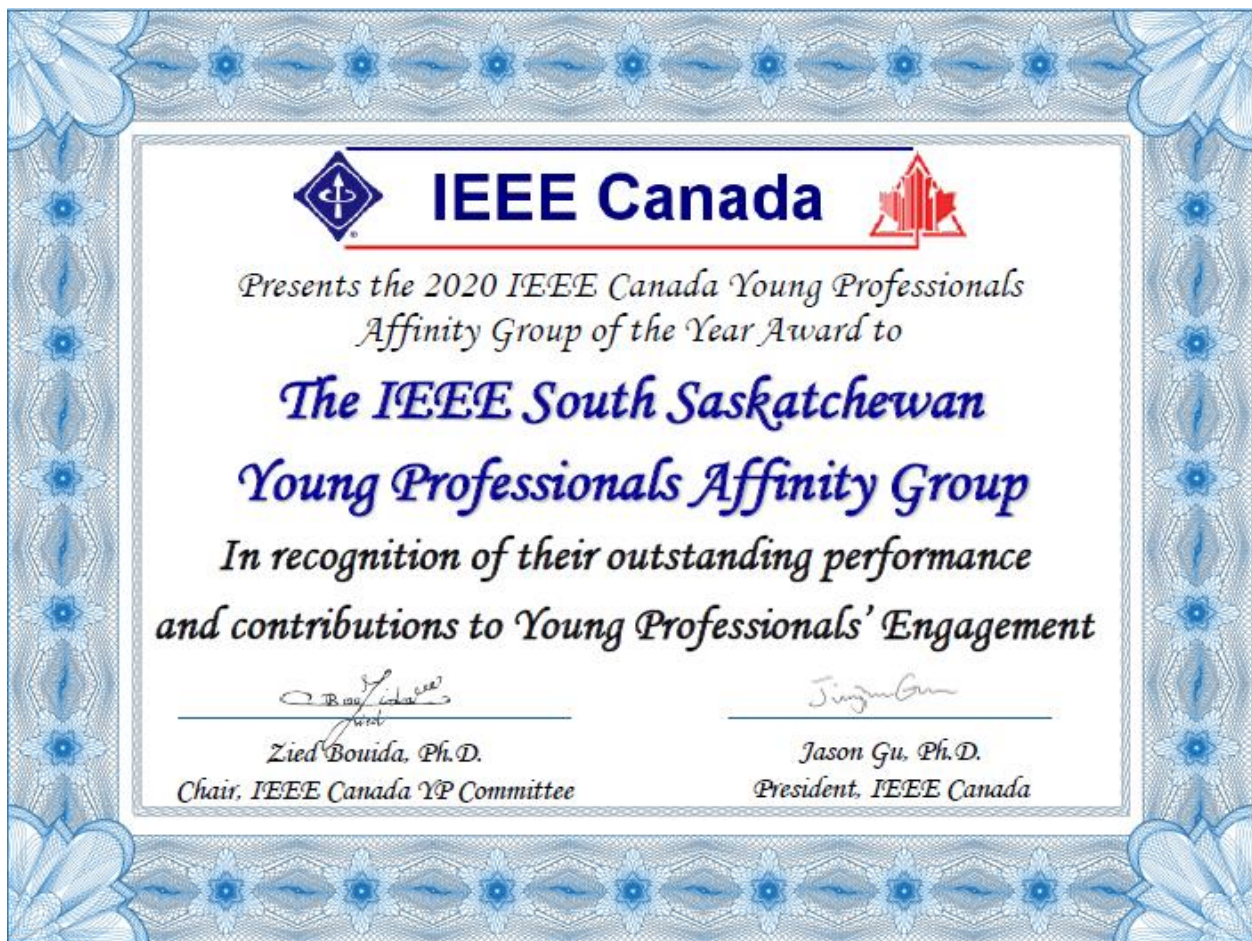 IEEE Canada
Presents the 2020 IEEE Canada Young Professionals
Affinity Group of the Year Award to
The IEEE South Saskatchewan
Young Professionals Affinity Group
In recognition of their outstanding performance
and contributions to Young Professionals’ Engagement
Zied Bouida, Ph.D.
Chair, IEEE Canada YP Committee
Jason Gu, Ph.D.
President, IEEE Canada